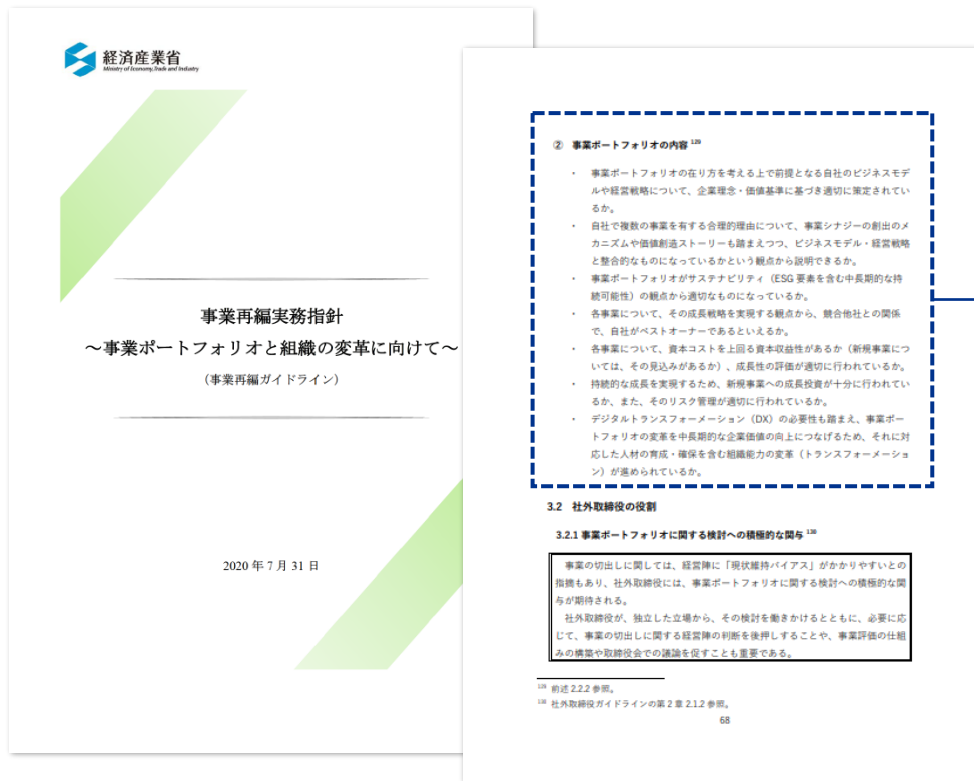 経済産業省
Ministry of Economy, Trade and Industry
事業再編実務指針
～事業ポートフォリオと組織の変革に向けて～
（事業再編ガイドライン）
2020 年 7 月 31 日
② 事業ポートフォリオの内容 129
・ 事業ポートフォリオの在り方を考える上で前提となる自社のビジネスモデ
ルや経営戦略について、企業理念・価値基準に基づき適切に策定されてい
るか。
・ 自社で複数の事業を有する合理的理由について、事業シナジーの創出のメ
カニズムや価値創造ストーリーも踏まえつつ、ビジネスモデル・経営戦略
と整合的なものになっているかという観点から説明できるか。
・ 事業ポートフォリオがサステナビリティ（ESG 要素を含む中長期的な持
続可能性）の観点から適切なものになっているか。
・ 各事業について、その成長戦略を実現する観点から、競合他社との関係
で、自社がベストオーナーであるといえるか。
・ 各事業について、資本コストを上回る資本収益性があるか（新規事業につ
いては、その見込みがあるか）、成長性の評価が適切に行われているか。
・ 持続的な成長を実現するため、新規事業への成長投資が十分に行われてい
るか、また、そのリスク管理が適切に行われているか。
・ デジタルトランスフォーメーション（DX）の必要性も踏まえ、事業ポー
トフォリオの変革を中長期的な企業価値の向上につなげるため、それに対
応した人材の育成・確保を含む組織能力の変革（トランスフォーメーショ
ン）が進められているか。
3.2 社外取締役の役割
3.2.1 事業ポートフォリオに関する検討への積極的な関与 130
事業の切出しに関しては、経営陣に「現状維持バイアス」がかかりやすいとの
指摘もあり、社外取締役には、事業ポートフォリオに関する検討への積極的な関
与が期待される。
社外取締役が、独立した立場から、その検討を働きかけるとともに、必要に応
じて、事業の切出しに関する経営陣の判断を後押しすることや、事業評価の仕組
みの構築や取締役会での議論を促すことも重要である。
129 前述 2.2.2 参照。
130 社外取締役ガイドラインの第 2 章 2.1.2 参照。
68